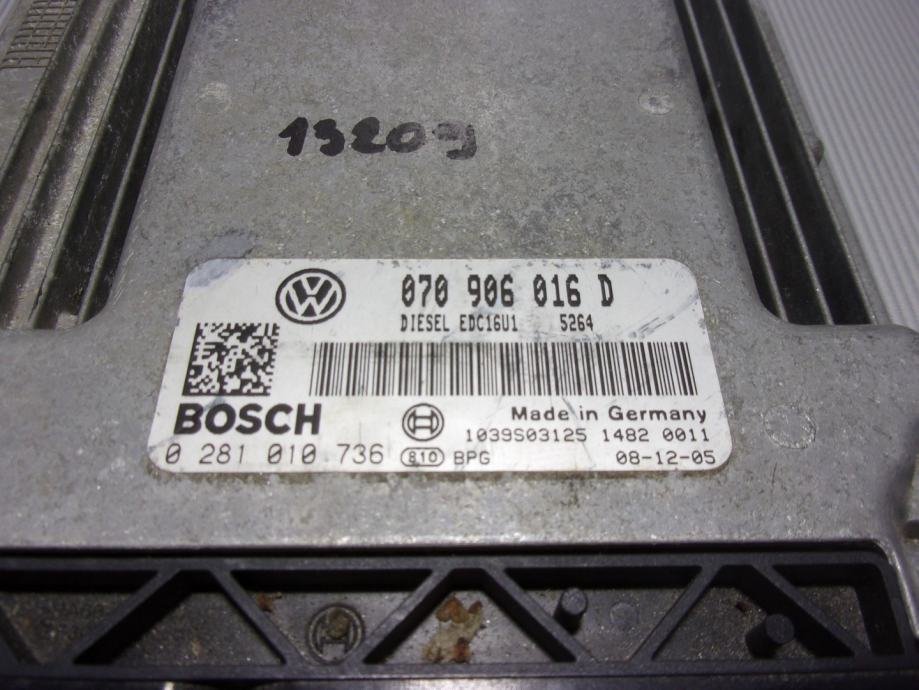 13209
070 906 016 D
DIESEL EDC16U1 5264
BOSCH
Made in Germany
1039S03125 1482 0011
0 281 010 736 810 BPG 08-12-05